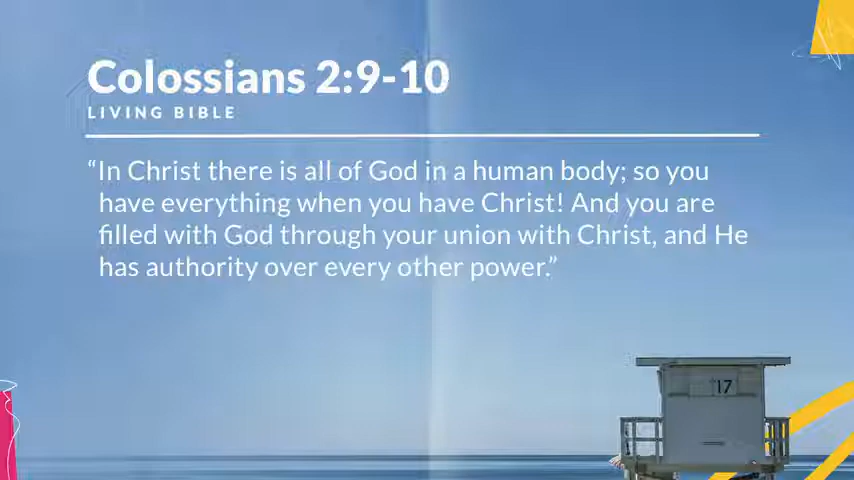 Colossians 2:9-10
LIVING BIBLE
“In Christ there is all of God in a human body; so you
have everything when you have Christ! And you are
filled with God through your union with Christ, and He
has authority over every other power.”
17